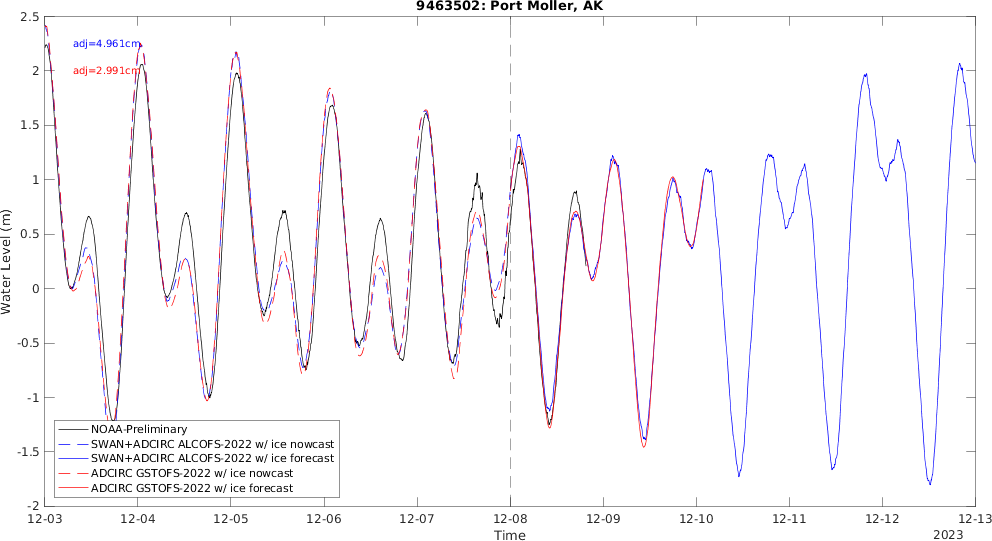 9463502: Port Moller, AK
2.5
2
1.5
1
0.5
0
-0.5
-1
-1.5
-2
Water Level (m)
adj=4.961cm
adj=2.991cm
NOAA-Preliminary
SWAN+ADCIRC ALCOFS-2022 w/ ice nowcast
SWAN+ADCIRC ALCOFS-2022 w/ ice forecast
ADCIRC GSTOFS-2022 w/ ice nowcast
ADCIRC GSTOFS-2022 w/ ice forecast
12-03 12-04 12-05 12-06 12-07 12-08 12-09 12-10 12-11 12-12 12-13
Time
2023